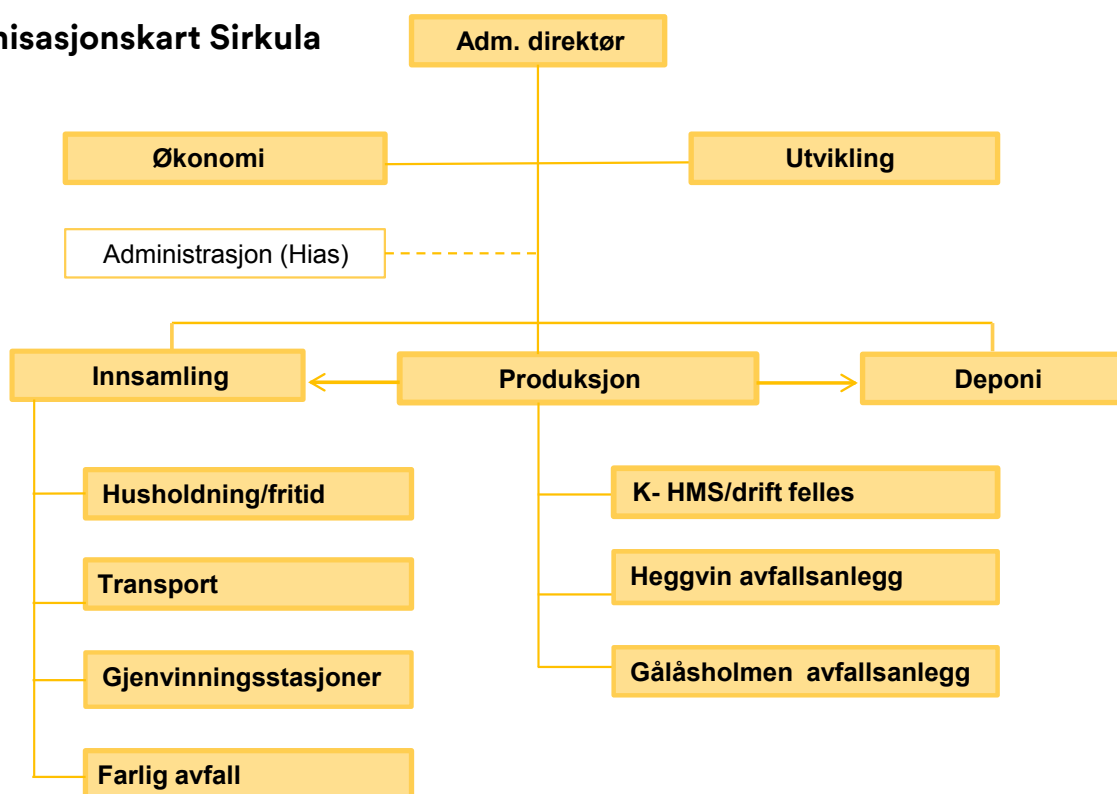 nisasjonskart Sirkula
Adm. direktør
Økonomi
Utvikling
Administrasjon (Hias)
Innsamling
Produksjon
Deponi
Husholdning/fritid
K- HMS/drift felles
Transport
Heggvin avfallsanlegg
Gjenvinningsstasjoner
Gålåsholmen avfallsanlegg
Farlig avfall